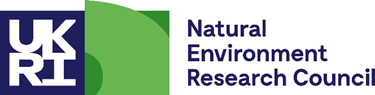 UK
RI
Natural
Environment
Research Council